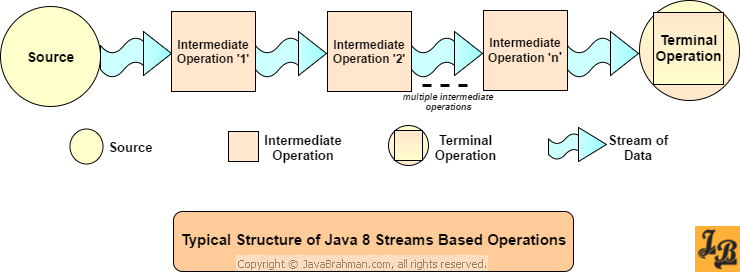 Source
Intermediate
Operation '1'
Intermediate
Operation '2'
Intermediate
Operation 'n'
Terminal
Operation
multiple intermediate
operations
Source
Intermediate
Operation
Terminal
Operation
Stream of
Data
Typical Structure of Java 8 Streams Based Operations
Copyright © JavaBrahman.com, all rights reserved.
JB